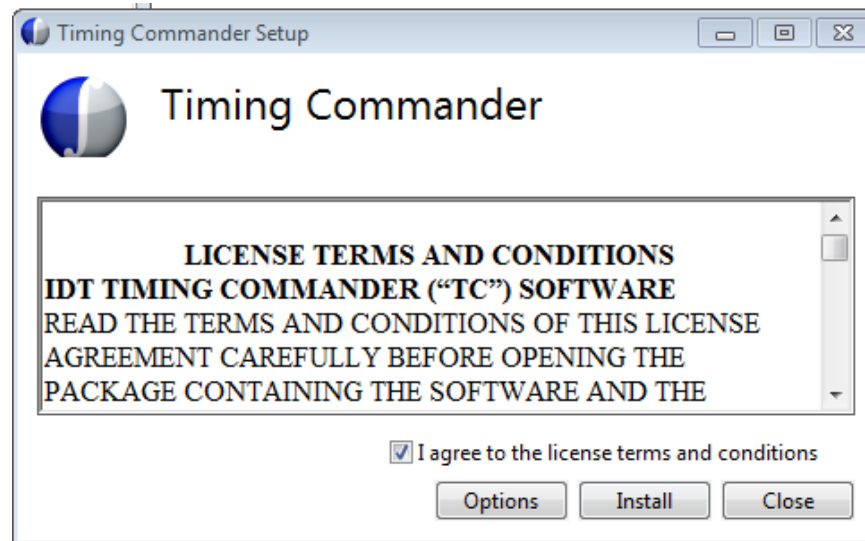 Timing Commander Setup
Timing Commander
LICENSE TERMS AND CONDITIONS
IDT TIMING COMMANDER (“TC”) SOFTWARE
READ THE TERMS AND CONDITIONS OF THIS LICENSE
AGREEMENT CAREFULLY BEFORE OPENING THE
PACKAGE CONTAINING THE SOFTWARE AND THE
I agree to the license terms and conditions
Options Install Close